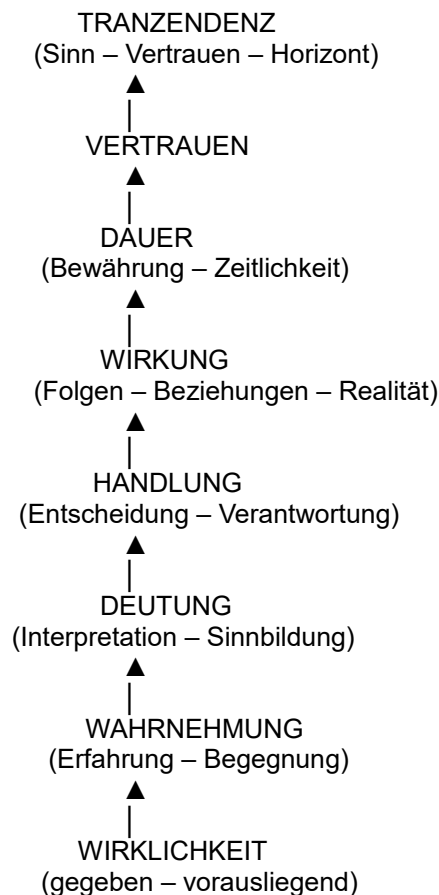 TRANZENDENZ
(Sinn – Vertrauen – Horizont)
▲
|
VERTRAUEN
▲
|
DAUER
(Bewährung – Zeitlichkeit)
▲
|
WIRKUNG
(Folgen – Beziehungen – Realität)
▲
|
HANDLUNG
(Entscheidung – Verantwortung)
▲
|
DEUTUNG
(Interpretation – Sinnbildung)
▲
|
WAHRNEHMUNG
(Erfahrung – Begegnung)
▲
|
WIRKLICHKEIT
(gegeben – vorausliegend)